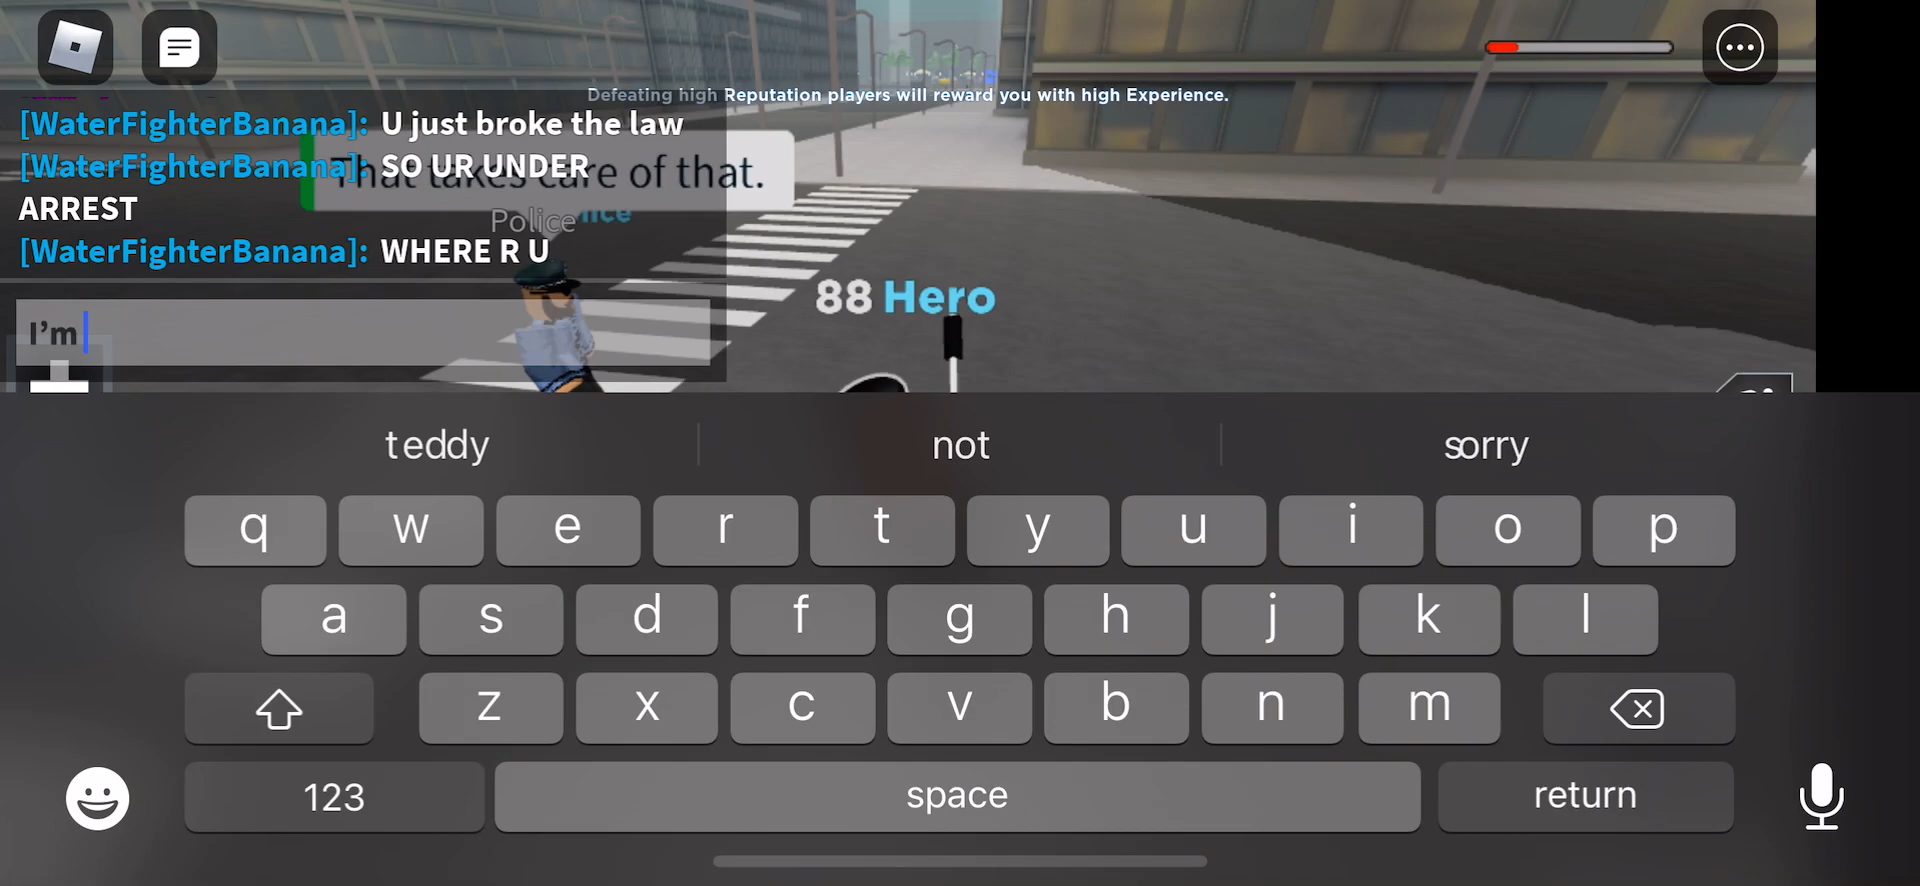 Defeating high Reputation players will reward you with high Experience.
[WaterFighterBanana]: U just broke the law
[WaterFighterBanana]: SO UR UNDER
ARREST
That takes care of that.
Police
[WaterFighterBanana]: WHERE R U
88 Hero
I'm
teddy not sorry
q w e r t y u i o p
a s d f g h j k l
z x c v b n m
123 space return